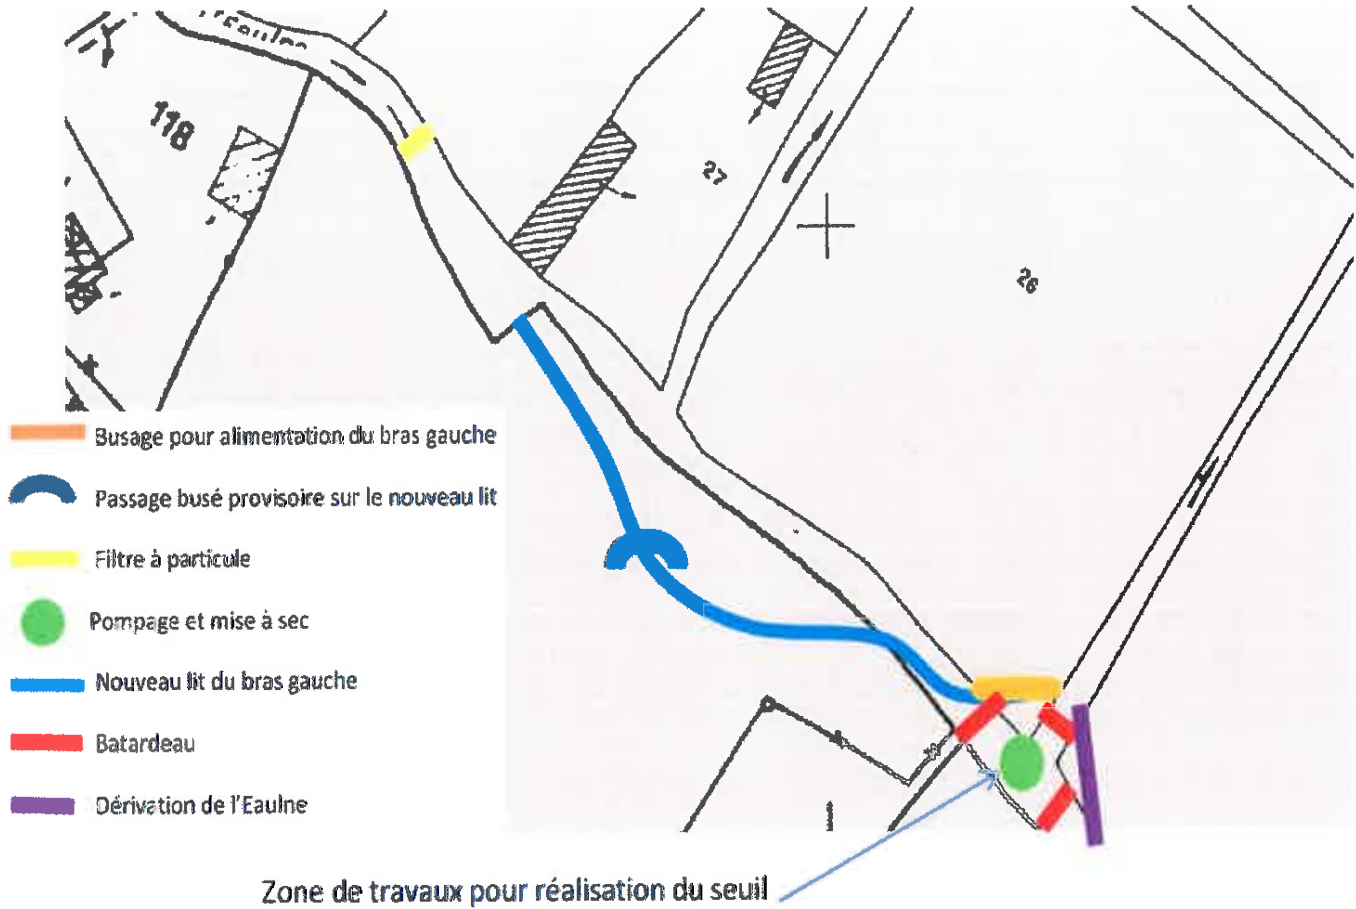 l'Eaulne
118
27
26
Busage pour alimentation du bras gauche
Passage busé provisoire sur le nouveau lit
Filtre à particule
Pompage et mise à sec
Nouveau lit du bras gauche
Batardeau
Dérivation de l'Eaulne
Zone de travaux pour réalisation du seuil